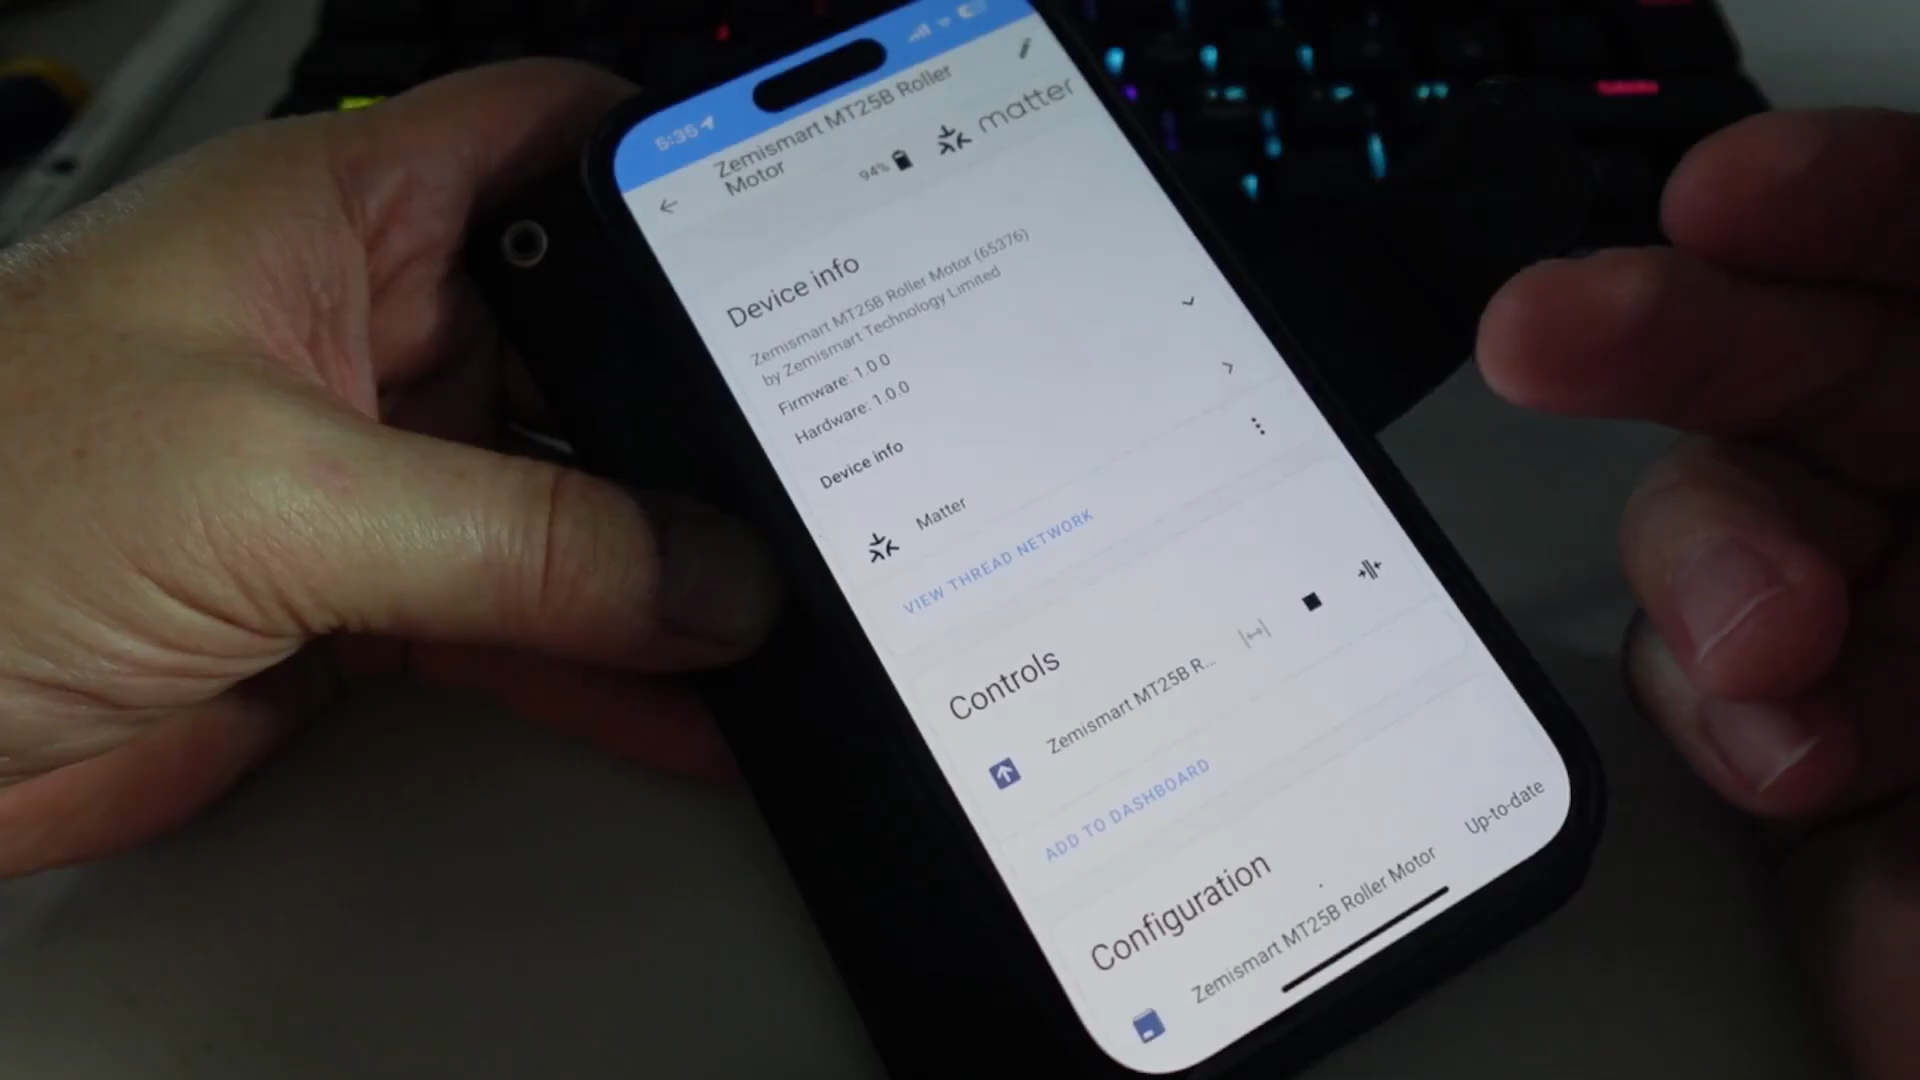 5:35
Zemismart MT25B Roller
Motor
94%
matter
Device info
Zemismart MT25B Roller Motor (65376)
by Zemismart Technology Limited
Firmware: 1.0.0
Hardware: 1.0.0
Device info
Matter
VIEW THREAD NETWORK
Controls
Zemismart MT25B R...
ADD TO DASHBOARD
Configuration
Zemismart MT25B Roller Motor
Up-to-date